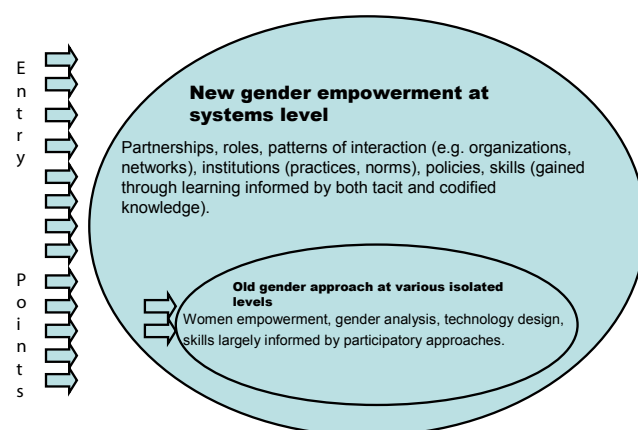 Entry
Points
New gender empowerment at
systems level
Partnerships, roles, patterns of interaction (e.g. organizations,
networks), institutions (practices, norms), policies, skills (gained
through learning informed by both tacit and codified
knowledge).
Old gender approach at various isolated
levels
Women empowerment, gender analysis, technology design,
skills largely informed by participatory approaches.